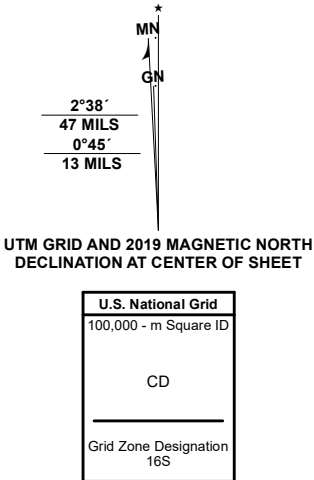 MN
GN
2°38´
47 MILS
0°45´
13 MILS
UTM GRID AND 2019 MAGNETIC NORTH
DECLINATION AT CENTER OF SHEET
U.S. National Grid
100,000 - m Square ID
CD
Grid Zone Designation
16S